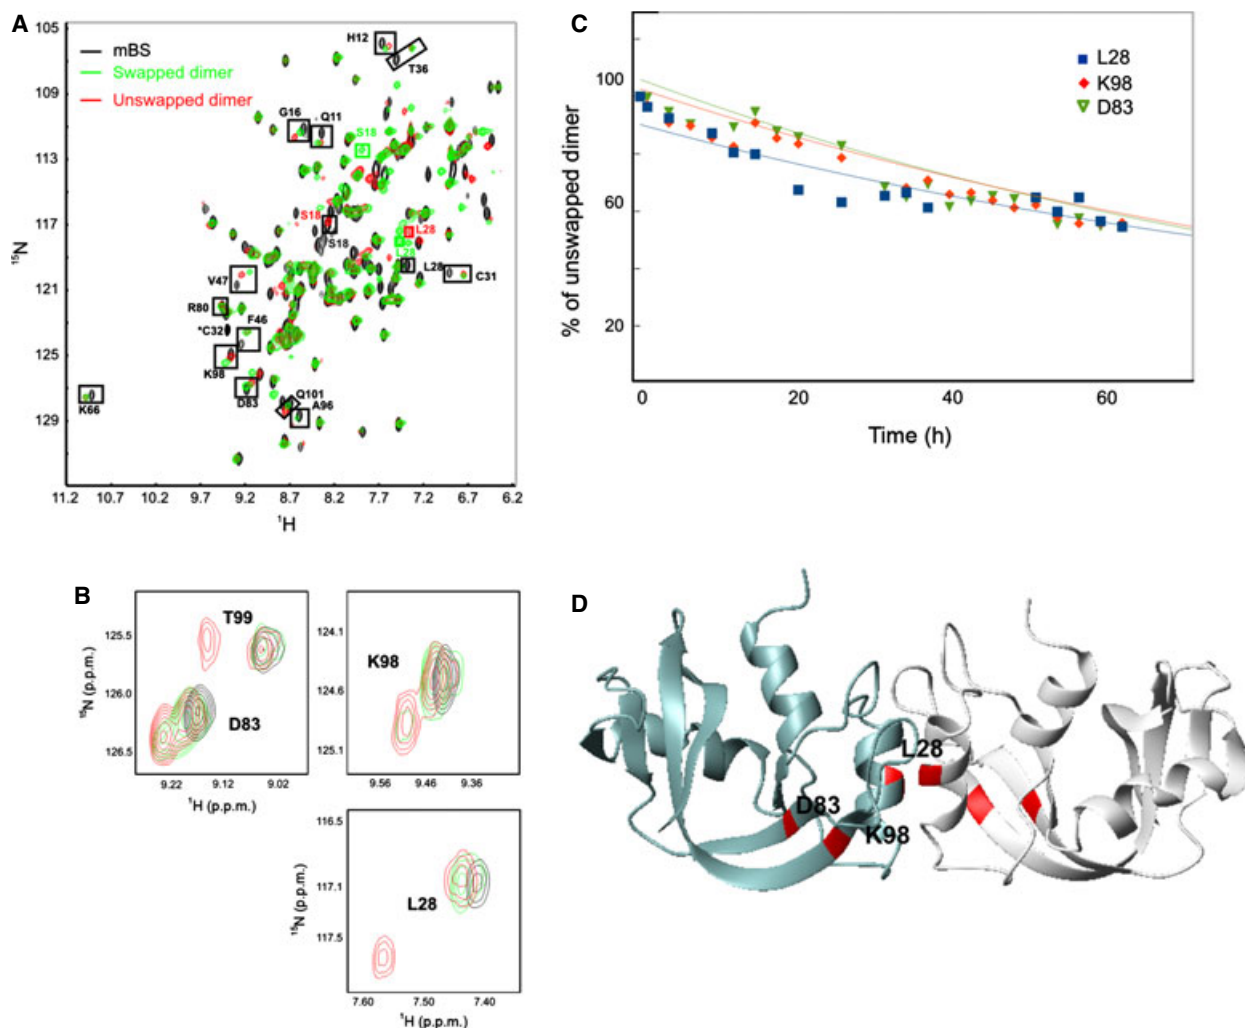 A
105
109
113
117
121
125
129
15N
mBS
Swapped dimer
Unswapped dimer
H12
T36
G16
Q11
S18
S18
S18
L28
L28
L28
C31
V47
R80
*C32
F46
K98
D83
Q101
A96
K66
11.2 10.7 10.2 9.7 9.2 8.7 8.2 7.7 7.2 6.7 6.2
1H
C
% of unswapped dimer
100
60
20
L28
K98
D83
0 20 40 60
Time (h)
B
15N (p.p.m.)
125.5
126.0
126.5
T99
D83
9.22 9.12 9.02
1H (p.p.m.)
124.1
124.6
125.1
K98
9.56 9.46 9.36
15N (p.p.m.)
116.5
117.1
117.5
L28
7.60 7.50 7.40
1H (p.p.m.)
D
L28
D83
K98